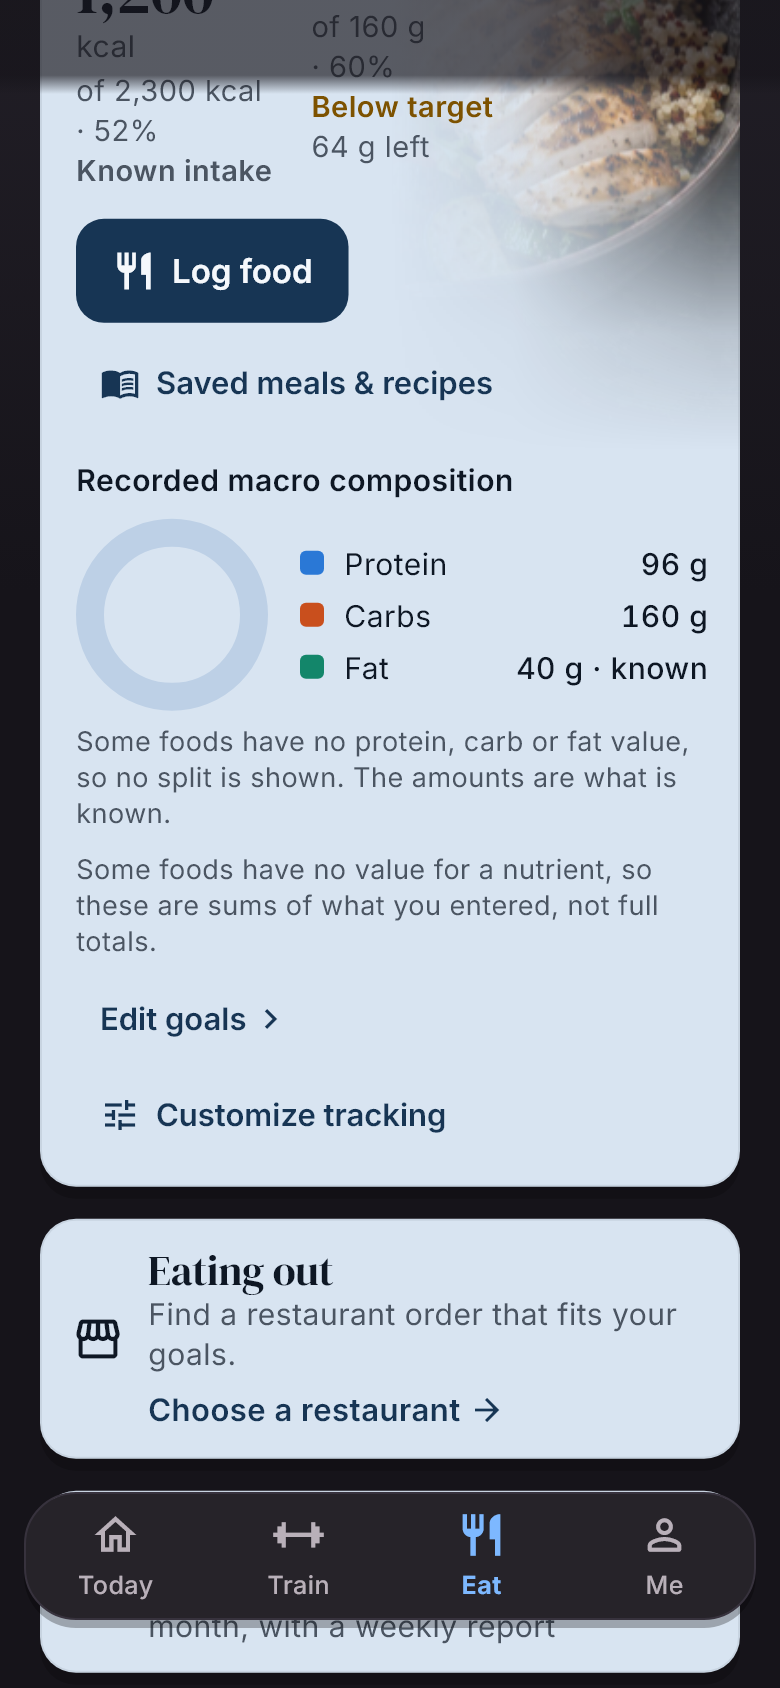 1,200
kcal
of 2,300 kcal
· 52%
Known intake
of 160 g
· 60%
Below target
64 g left
Log food
Saved meals & recipes
Recorded macro composition
Protein 96 g
Carbs 160 g
Fat 40 g · known
Some foods have no protein, carb or fat value,
so no split is shown. The amounts are what is
known.
Some foods have no value for a nutrient, so
these are sums of what you entered, not full
totals.
Edit goals
Customize tracking
Eating out
Find a restaurant order that fits your
goals.
Choose a restaurant
Today
Train
Eat
Me
month, with a weekly report